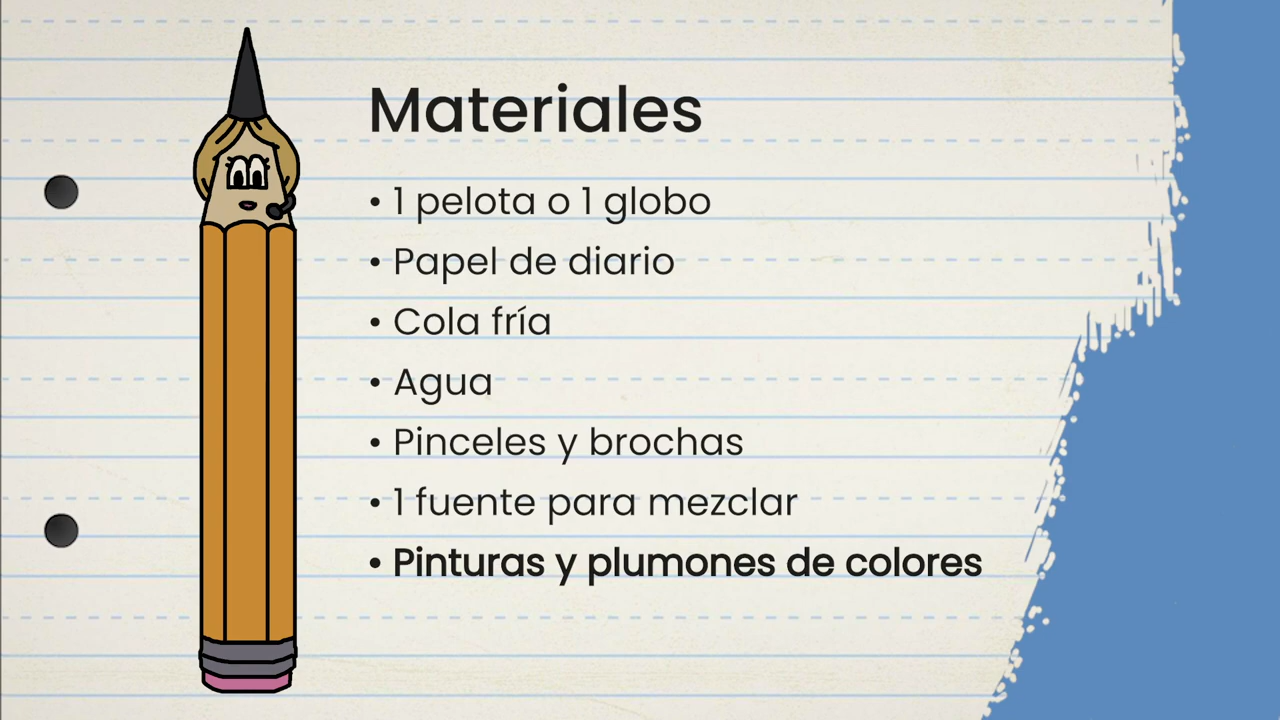 Materiales
• 1 pelota o 1 globo
• Papel de diario
• Cola fría
• Agua
• Pinceles y brochas
• 1 fuente para mezclar
• Pinturas y plumones de colores